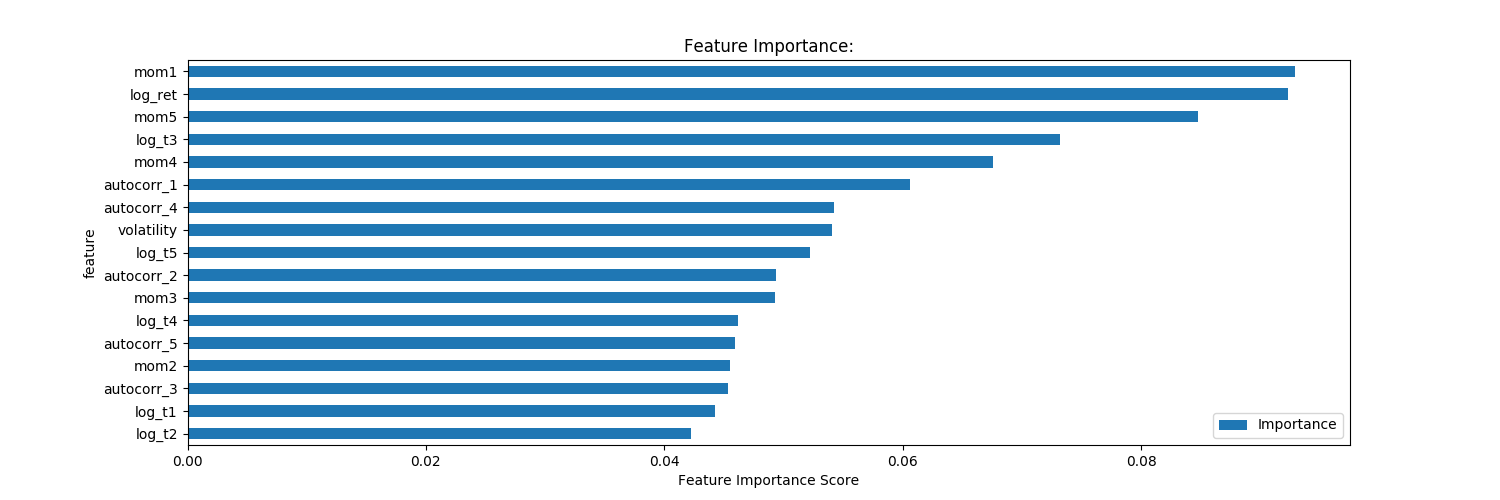 Feature Importance:
mom1
log_ret
mom5
log_t3
mom4
autocorr_1
autocorr_4
volatility
log_t5
autocorr_2
mom3
log_t4
autocorr_5
mom2
autocorr_3
log_t1
log_t2
feature
Importance
0.00 0.02 0.04 0.06 0.08
Feature Importance Score